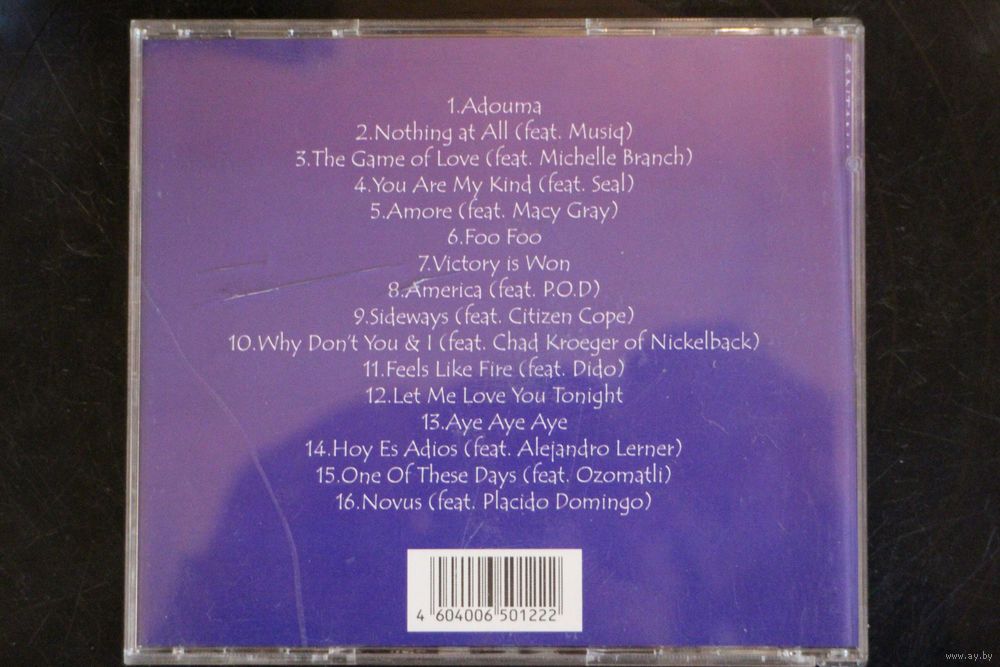 1.Adouma
2.Nothing at All (feat. Musiq)
3.The Game of Love (feat. Michelle Branch)
4.You Are My Kind (feat. Seal)
5.Amore (feat. Macy Gray)
6.Foo Foo
7.Victory is Won
8.America (feat. P.O.D)
9.Sideways (feat. Citizen Cope)
10.Why Don't You & I (feat. Chad Kroeger of Nickelback)
11.Feels Like Fire (feat. Dido)
12.Let Me Love You Tonight
13.Aye Aye Aye
14.Hoy Es Adios (feat. Alejandro Lerner)
15.One Of These Days (feat. Ozomatli)
16.Novus (feat. Placido Domingo)
4 604006 501222
www.ay.by